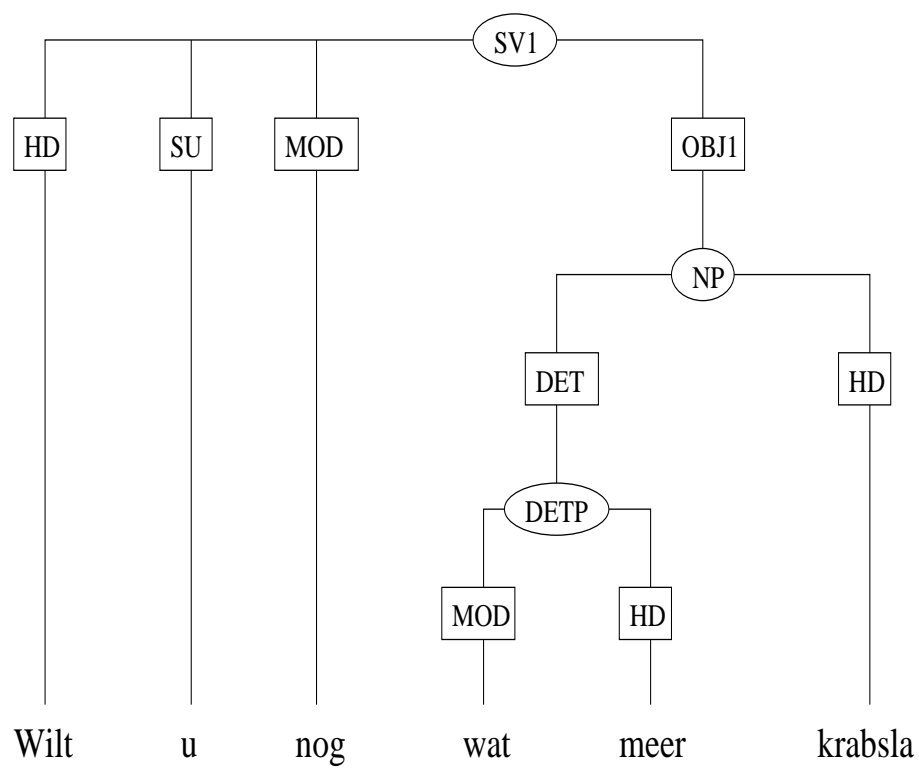 SV1
HD SU MOD OBJ1
NP
DET HD
DETP
MOD HD
Wilt u nog wat meer krabsla